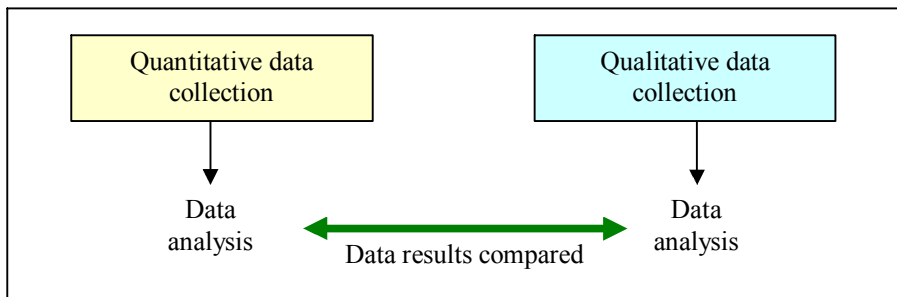 Quantitative data
collection
Qualitative data
collection
Data
analysis
Data results compared
Data
analysis